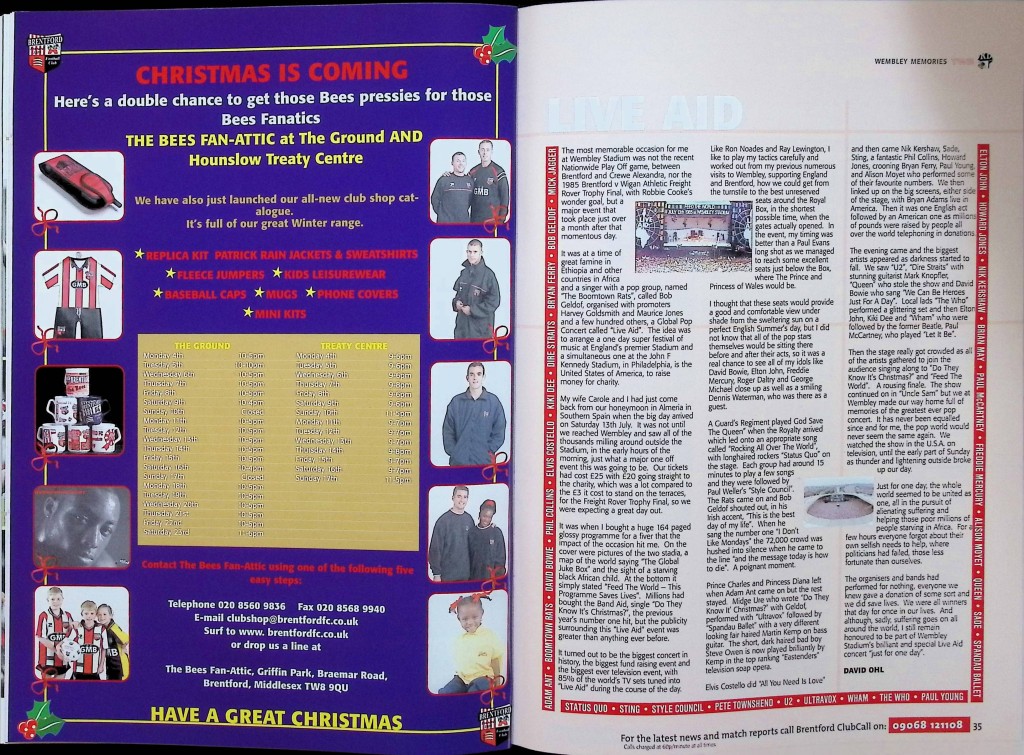 BRENTFORD
Football Club
CHRISTMAS IS COMING
Here's a double chance to get those Bees pressies for those
Bees Fanatics
THE BEES FAN-ATTIC at The Ground AND
Hounslow Treaty Centre
We have also just launched our all-new club shop cat-
alogue.
It's full of our great Winter range.
REPLICA KIT PATRICK RAIN JACKETS & SWEATSHIRTS
FLEECE JUMPERS KIDS LEISUREWEAR
BASEBALL CAPS MUGS PHONE COVERS
MINI KITS
THE GROUND
TREATY CENTRE
Contact The Bees Fan-Attic using one of the following five
easy steps:
Telephone 020 8560 9836 Fax 020 8568 9940
E-mail clubshop@brentfordfc.co.uk
Surf to www. brentfordfc.co.uk
or drop us a line at
The Bees Fan-Attic, Griffin Park, Braemar Road,
Brentford, Middlesex TW8 9QU
HAVE A GREAT CHRISTMAS
WEMBLEY MEMORIES
LIVE AID
The most memorable occasion for me
at Wembley Stadium was not the recent
Nationwide Play Off game, between
Brentford and Crewe Alexandra, nor the
1985 Brentford v Wigan Athletic Freight
Rover Trophy Final, with Robbie Cooke's
wonder goal, but a
major event that
took place just over
a month after that
momentous day.
It was at a time of
great famine in
Ethiopia and other
countries in Africa
and a singer with a pop group, named
"The Boomtown Rats", called Bob
Geldof, organised with promoters
Harvey Goldsmith and Maurice Jones
and a few hundred others, a Global Pop
Concert called "Live Aid". The idea was
to arrange a one day super festival of
music at England's premier Stadium and
a simultaneous one at the John F
Kennedy Stadium, in Philadelphia, is the
United States of America, to raise
money for charity.
My wife Carole and I had just come
back from our honeymoon in Almeria in
Southern Spain when the big day arrived
on Saturday 13th July. It was not until
we reached Wembley and saw all of the
thousands milling around outside the
Stadium, in the early hours of the
morning, just what a major one off
event this was going to be. Our tickets
had cost £25 with £20 going straight to
the charity, which was a lot compared to
the £3 it cost to stand on the terraces,
for the Freight Rover Trophy Final, so we
were expecting a great day out.
It was when I bought a huge 164 paged
glossy programme for a fiver that the
impact of the occasion hit me. On the
cover were pictures of the two stadia, a
map of the world saying "The Global
Juke Box" and the sight of a starving
black African child. At the bottom it
simply stated "Feed The World – This
Programme Saves Lives". Millions had
bought the Band Aid, single "Do They
Know It's Christmas?", the previous
year's number one hit, but the publicity
surrounding this "Live Aid" event was
greater than anything ever before.
It turned out to be the biggest concert in
history, the biggest fund raising event and
the biggest ever television event, with
85% of the world's TV sets tuned into
"Live Aid" during the course of the day.
Like Ron Noades and Ray Lewington, I
like to play my tactics carefully and
worked out from my previous numerous
visits to Wembley, supporting England
and Brentford, how we could get from
the turnstile to the best unreserved
seats around the Royal
Box, in the shortest
possible time, when the
gates actually opened. In
the event, my timing was
better than a Paul Evans
long shot as we managed
to reach some excellent
seats just below the Box,
where The Prince and
Princess of Wales would be.
I thought that these seats would provide
a good and comfortable view under
shade from the sweltering sun on a
perfect English Summer's day, but I did
not know that all of the pop stars
themselves would be siting there
before and after their acts, so it was a
real chance to see all of my idols like
David Bowie, Elton John, Freddie
Mercury, Roger Daltry and George
Michael close up as well as a smiling
Dennis Waterman, who was there as a
guest.
A Guard's Regiment played God Save
The Queen" when the Royalty arrived
which led onto an appropriate song
called "Rocking All Over The World",
with longhaired rockers "Status Quo" on
the stage. Each group had around 15
minutes to play a few songs
and they were followed by
Paul Weller's "Style Council".
The Rats came on and Bob
Geldof shouted out, in his
Irish accent, "This is the best
day of my life". When he
sang the number one "I Don't
Like Mondays" the 72,000 crowd was
hushed into silence when he came to
the line "and the message today is how
to die". A poignant moment.
Prince Charles and Princess Diana left
when Adam Ant came on but the rest
stayed. Midge Ure who wrote "Do They
Know It' Christmas?" with Geldof,
performed with "Ultravox" followed by
"Spandau Ballet" with a very different
looking fair haired Martin Kemp on bass
guitar. The short, dark haired bad boy
Steve Owen is now played brilliantly by
Kemp in the top ranking "Eastenders"
television soap opera.
Elvis Costello did "All You Need Is Love"
and then came Nik Kershaw, Sade,
Sting, a fantastic Phil Collins, Howard
Jones, crooning Bryan Ferry, Paul Young,
and Alison Moyet who performed some
of their favourite numbers. We then
linked up on the big screens, either side
of the stage, with Bryan Adams live in
America. Then it was one English act
followed by an American one as millions
of pounds were raised by people all
over the world telephoning in donations.
The evening came and the biggest
artists appeared as darkness started to
fall. We saw "U2", "Dire Straits" with
stunning guitarist Mark Knopfler,
"Queen" who stole the show and David
Bowie who sang "We Can Be Heroes
Just For A Day". Local lads "The Who"
performed a glittering set and then Elton
John, Kiki Dee and "Wham" who were
followed by the former Beatle, Paul
McCartney, who played "Let It Be".
Then the stage really got crowded as all
of the artists gathered to join the
audience singing along to "Do They
Know It's Christmas?" and "Feed The
World". A rousing finale. The show
continued on in "Uncle Sam" but we at
Wembley made our way home full of
memories of the greatest ever pop
concert. It has never been equalled
since and for me, the pop world would
never seem the same again. We
watched the show in the U.S.A. on
television, until the early part of Sunday
as thunder and lightening outside broke
up our day.
Just for one day, the whole
world seemed to be united as
one, all in the pursuit of
alienating suffering and
helping those poor millions of
people starving in Africa. For a
few hours everyone forgot about their
own selfish needs to help, where
politicians had failed, those less
fortunate than ourselves.
The organisers and bands had
performed for nothing, everyone we
knew gave a donation of some sort and
we did save lives. We were all winners
that day for once in our lives. And
although, sadly, suffering goes on all
around the world, I still remain
honoured to be part of Wembley
Stadium's brilliant and special Live Aid
concert "just for one day".
DAVID OHL
ADAM ANT • BOOMTOWN RATS • DAVID BOWIE • PHIL COLLINS • ELVIS COSTELLO • KIKI DEE • DIRE STRAITS • BRYAN FERRY • BOB GELDOF • MICK JAGGER
ELTON JOHN • HOWARD JONES • NIK KERSHAW • BRIAN MAY • PAUL McCARTNEY • FREDDIE MERCURY • ALISON MOYET • QUEEN • SADE • SPANDAU BALLET
STATUS QUO • STING • STYLE COUNCIL • PETE TOWNSHEND • U2 • ULTRAVOX • WHAM • THE WHO • PAUL YOUNG
For the latest news and match reports call Brentford ClubCall on: 09068 121108 35
Calls charged at 60p/minute at all times